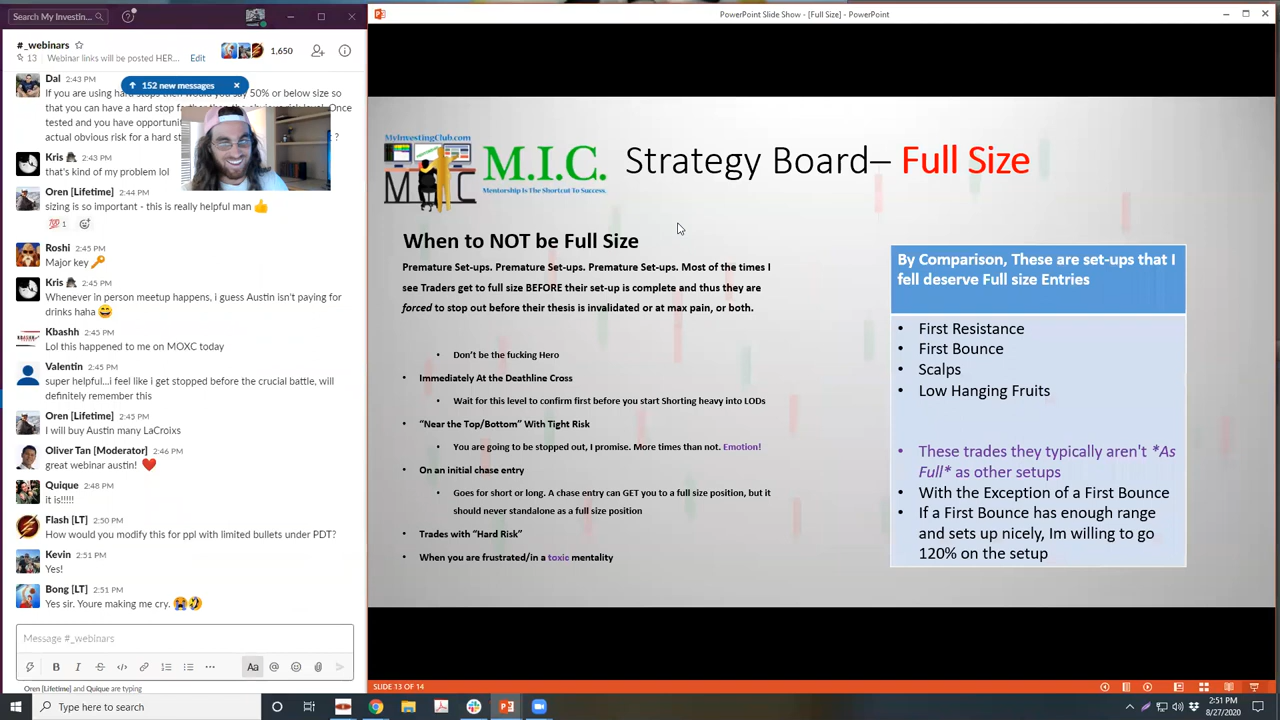 Search My Investing Club
#_webinars
13 Webinar links will be posted HER... Edit
1,650
152 new messages
Dal 2:43 PM
If you are using hard stops then would you say 50% or below size so
that you can have a hard stop farther than the obvious risk level. Once
tested and you have
actual obvious risk for a hard
Kris 2:43 PM
that's kind of my problem lol
Oren [Lifetime] 2:44 PM
sizing is so important - this is really helpful man 👍
💯 1
Roshi 2:45 PM
Major key 🔑
Kris 2:45 PM
Whenever in person meetup happens, i guess Austin isn't paying for
drinks haha 😄
Kbashh 2:45 PM
Lol this happened to me on MOXC today
Valentin 2:45 PM
super helpful...i feel like i get stopped before the crucial battle, will
definitely remember this
Oren [Lifetime] 2:45 PM
I will buy Austin many LaCroixs
Oliver Tan [Moderator] 2:46 PM
great webinar austin! ❤️
Quique 2:48 PM
it is!!!!!
Flash [LT] 2:50 PM
How would you modify this for ppl with limited bullets under PDT?
Kevin 2:51 PM
Yes!
Bong [LT] 2:51 PM
Yes sir. Youre making me cry. 😭🤣
Message #_webinars
Oren [Lifetime] and Quique are typing
PowerPoint Slide Show - [Full Size] - PowerPoint
MyInvestingClub.com
MIC
M.I.C.
Mentorship Is The Shortcut To Success.
Strategy Board– Full Size
When to NOT be Full Size
Premature Set-ups. Premature Set-ups. Premature Set-ups. Most of the times I
see Traders get to full size BEFORE their set-up is complete and thus they are
forced to stop out before their thesis is invalidated or at max pain, or both.
• Don't be the fucking Hero
• Immediately At the Deathline Cross
• Wait for this level to confirm first before you start Shorting heavy into LODs
• “Near the Top/Bottom” With Tight Risk
• You are going to be stopped out, I promise. More times than not. Emotion!
• On an initial chase entry
• Goes for short or long. A chase entry can GET you to a full size position, but it
should never standalone as a full size position
• Trades with “Hard Risk”
• When you are frustrated/in a toxic mentality
By Comparison, These are set-ups that I
fell deserve Full size Entries
• First Resistance
• First Bounce
• Scalps
• Low Hanging Fruits
• These trades they typically aren't *As
Full* as other setups
• With the Exception of a First Bounce
• If a First Bounce has enough range
and sets up nicely, Im willing to go
120% on the setup
SLIDE 13 OF 14
Type here to search
2:51 PM
8/27/2020